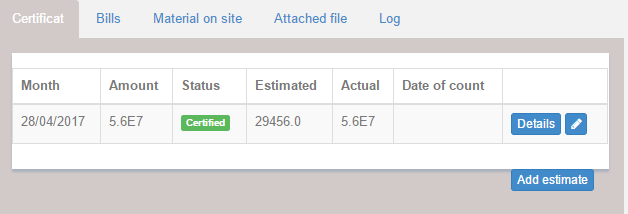 Certificat Bills Material on site Attached file Log
Month Amount Status Estimated Actual Date of count
28/04/2017 5.6E7 Certified 29456.0 5.6E7 Details
Add estimate